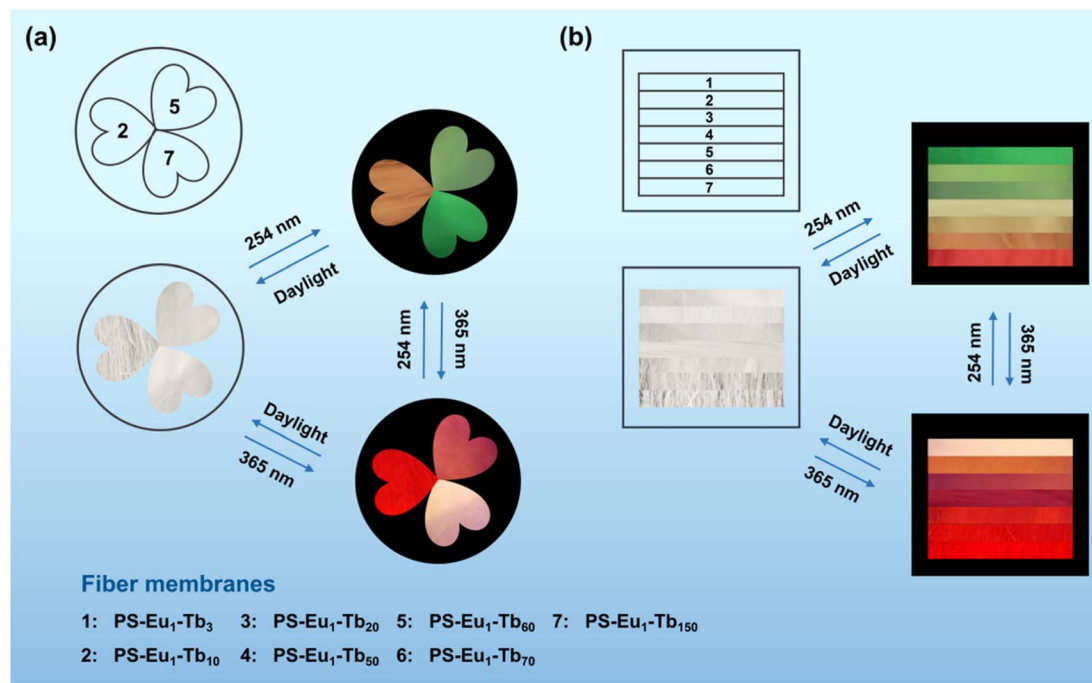 (a)
5
2
7
254 nm
Daylight
254 nm
365 nm
Daylight
365 nm
(b)
1
2
3
4
5
6
7
254 nm
Daylight
254 nm
365 nm
Daylight
365 nm
Fiber membranes
1: PS-Eu₁-Tb₃ 3: PS-Eu₁-Tb₂₀ 5: PS-Eu₁-Tb₆₀ 7: PS-Eu₁-Tb₁₅₀
2: PS-Eu₁-Tb₁₀ 4: PS-Eu₁-Tb₅₀ 6: PS-Eu₁-Tb₇₀